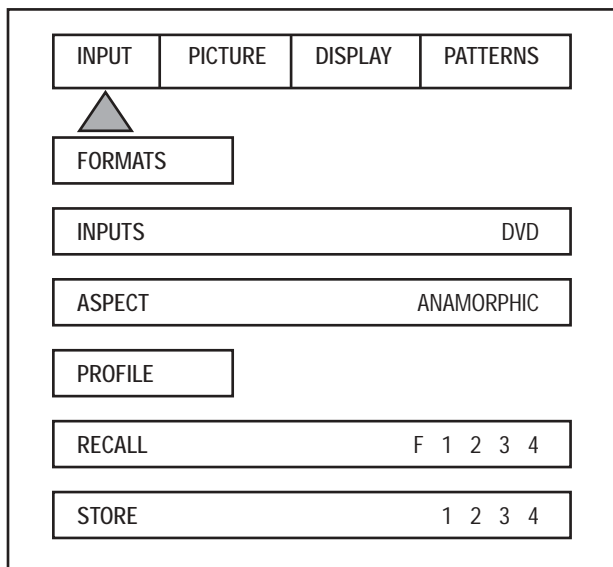 INPUT PICTURE DISPLAY PATTERNS
FORMATS
INPUTS DVD
ASPECT ANAMORPHIC
PROFILE
RECALL F 1 2 3 4
STORE 1 2 3 4